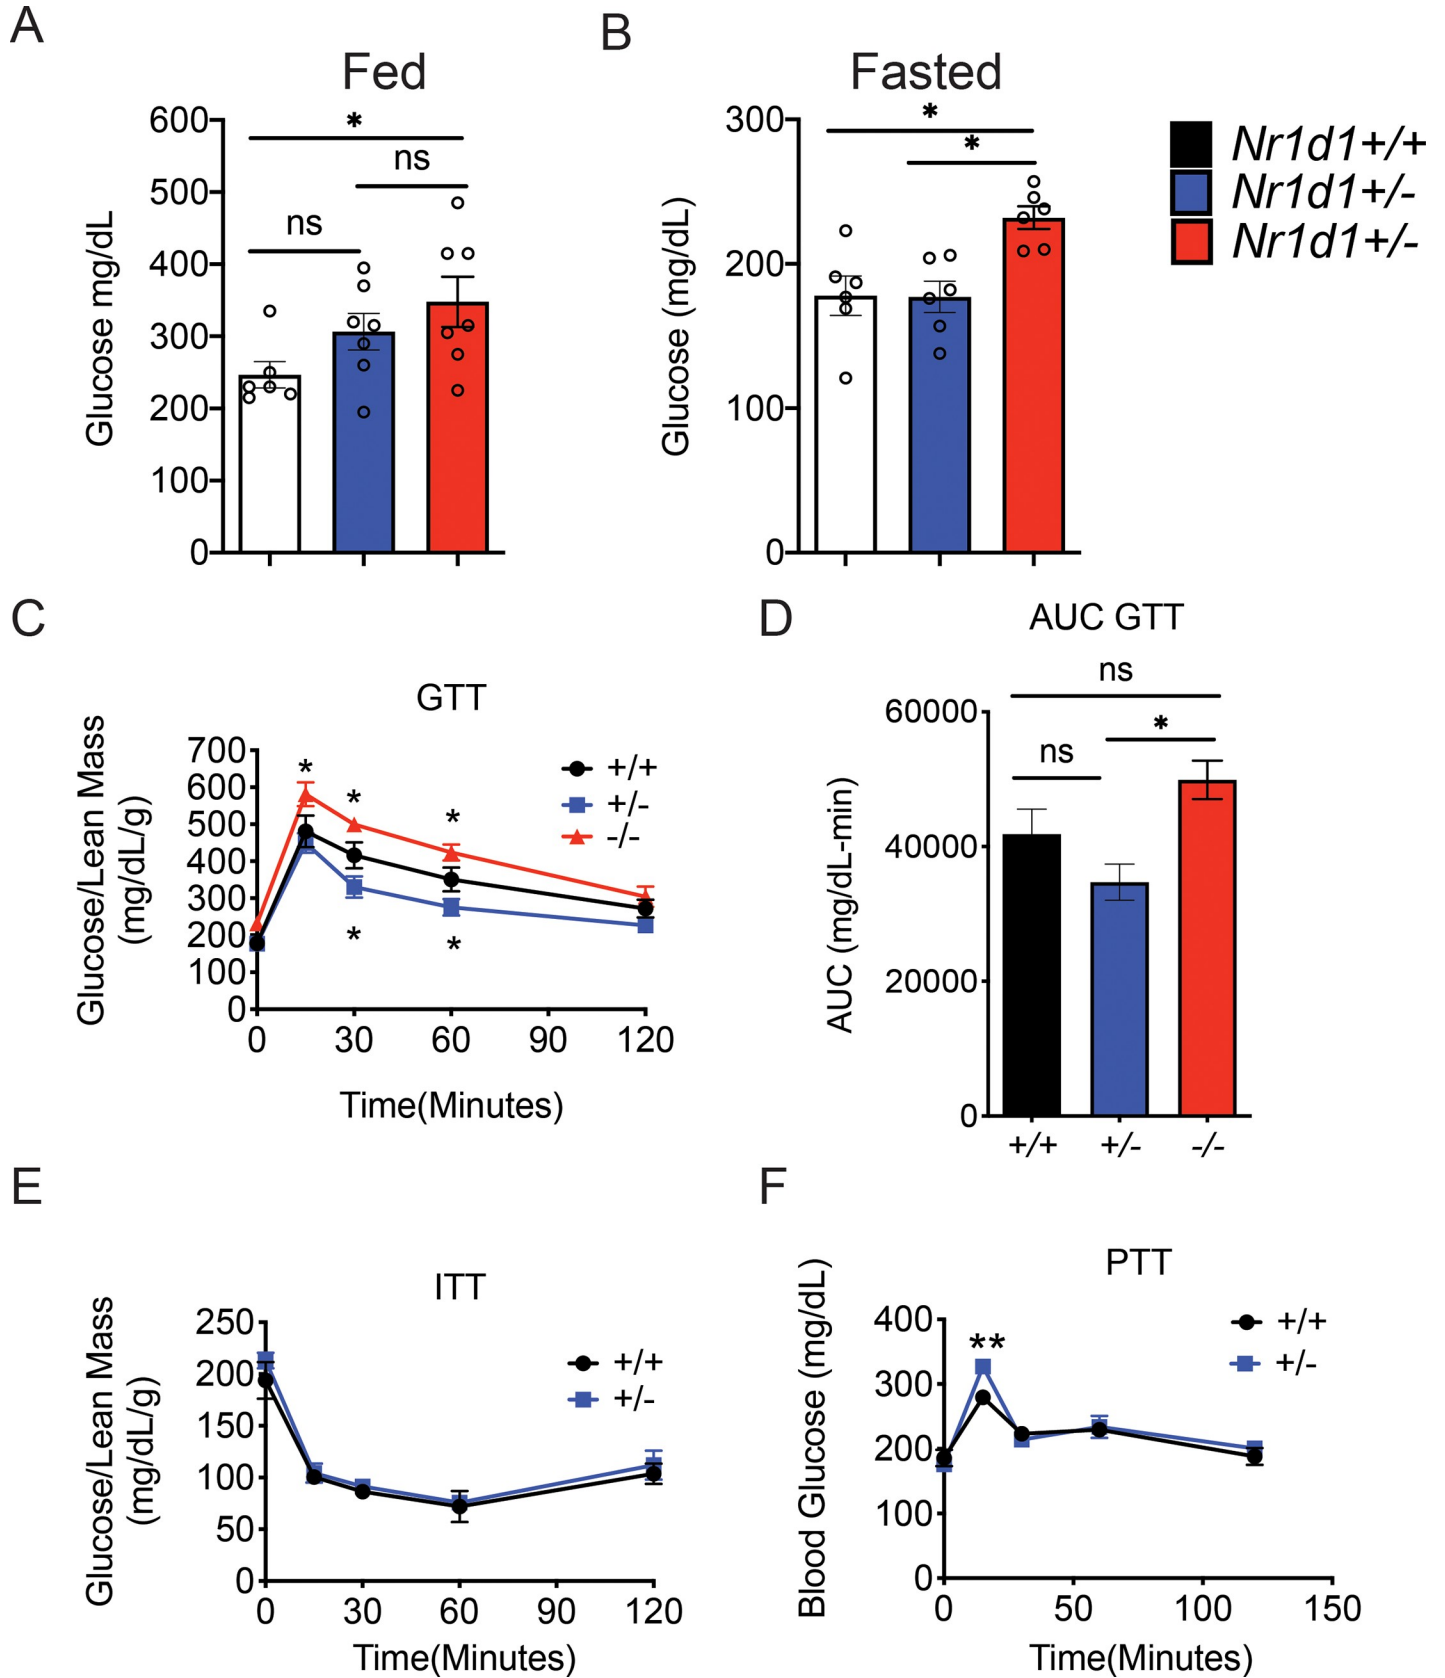 A
Fed
Glucose mg/dL
600
500
400
300
200
100
0
*
ns
ns
B
Fasted
Glucose (mg/dL)
300
200
100
0
*
*
Nr1d1+/+
Nr1d1+/-
Nr1d1+/-
C
GTT
Glucose/Lean Mass
(mg/dL/g)
700
600
500
400
300
200
100
0
*
*
*
*
*
+/+
+/-
-/-
0 30 60 90 120
Time(Minutes)
D
AUC GTT
AUC (mg/dL-min)
60000
40000
20000
0
ns
*
ns
+/+ +/- -/-
E
ITT
Glucose/Lean Mass
(mg/dL/g)
250
200
150
100
50
0
+/+
+/-
0 30 60 90 120
Time(Minutes)
F
PTT
Blood Glucose (mg/dL)
400
300
200
100
0
**
+/+
+/-
0 50 100 150
Time(Minutes)